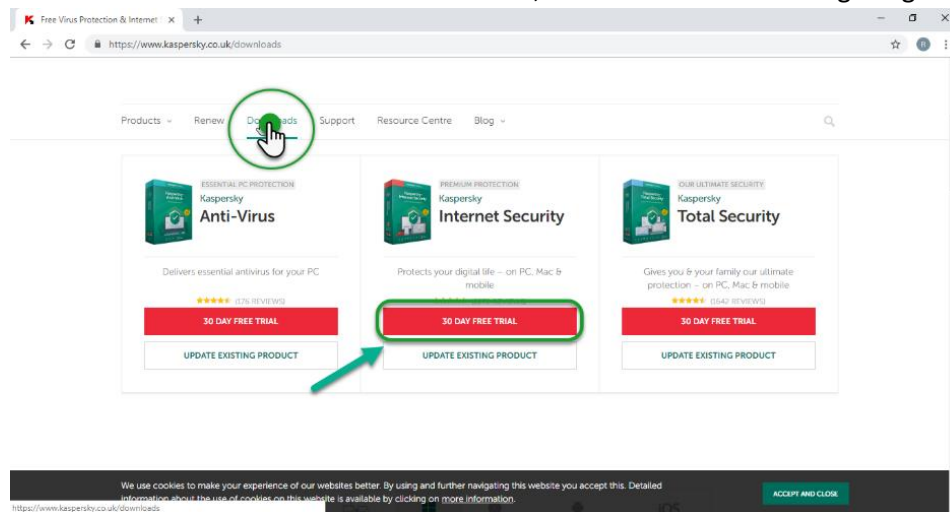 Free Virus Protection & Internet
https://www.kaspersky.co.uk/downloads
Products Renew Downloads Support Resource Centre Blog
ESSENTIAL PC PROTECTION
Kaspersky
Anti-Virus
Delivers essential antivirus for your PC
(176 REVIEWS)
30 DAY FREE TRIAL
UPDATE EXISTING PRODUCT
PREMIUM PROTECTION
Kaspersky
Internet Security
Protects your digital life – on PC, Mac &
mobile
30 DAY FREE TRIAL
UPDATE EXISTING PRODUCT
OUR ULTIMATE SECURITY
Kaspersky
Total Security
Gives you & your family our ultimate
protection – on PC, Mac & mobile
(1642 REVIEWS)
30 DAY FREE TRIAL
UPDATE EXISTING PRODUCT
We use cookies to make your experience of our websites better. By using and further navigating this website you accept this. Detailed
information about the use of cookies on this website is available by clicking on more information.
ACCEPT AND CLOSE
https://www.kaspersky.co.uk/downloads
iOS